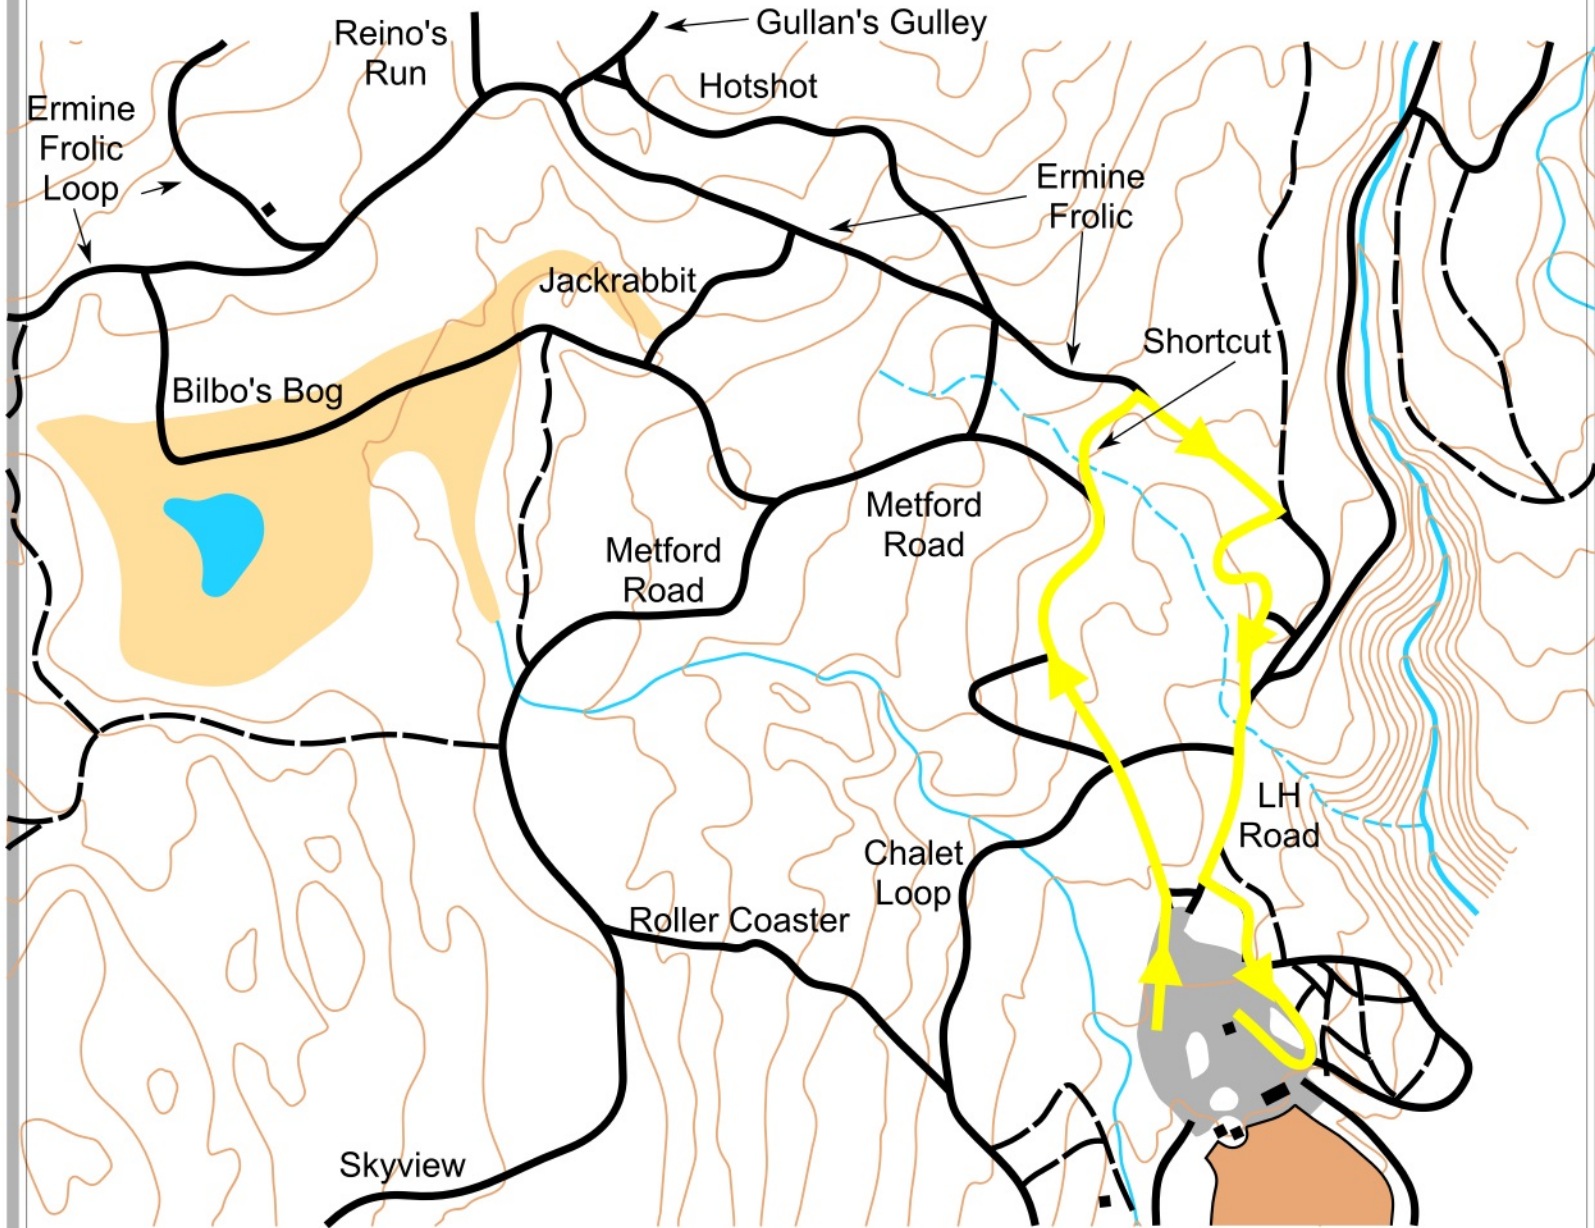 Reino's
Run
Gullan's Gulley
Hotshot
Ermine
Frolic
Loop
Ermine
Frolic
Jackrabbit
Shortcut
Bilbo's Bog
Metford
Road
Metford
Road
LH
Road
Chalet
Loop
Roller Coaster
Skyview